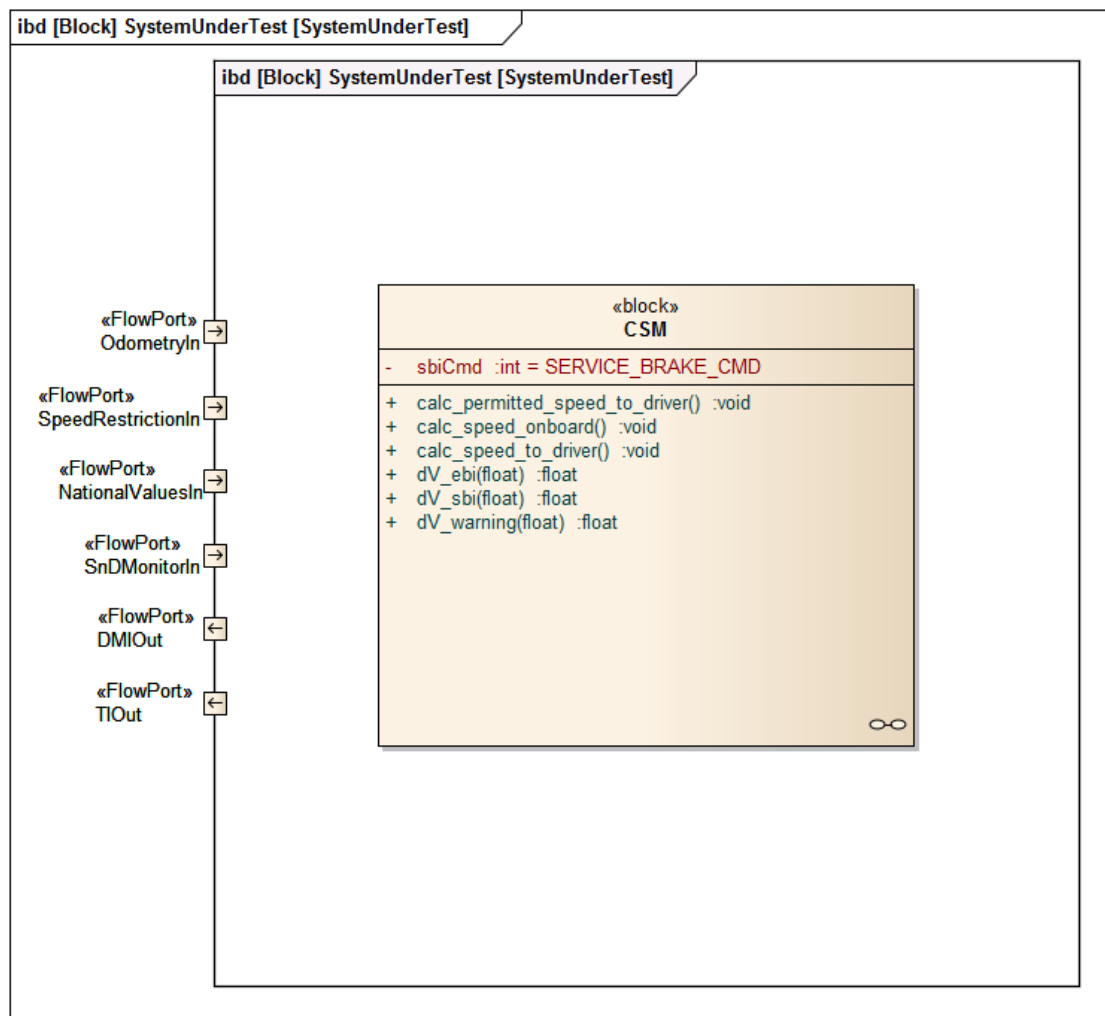 ibd [Block] SystemUnderTest [SystemUnderTest]
ibd [Block] SystemUnderTest [SystemUnderTest]
«FlowPort»
OdometryIn
«FlowPort»
SpeedRestrictionIn
«FlowPort»
NationalValuesIn
«FlowPort»
SnDMonitorIn
«FlowPort»
DMIOut
«FlowPort»
TIOut
«block»
CSM
- sbiCmd :int = SERVICE_BRAKE_CMD
+ calc_permitted_speed_to_driver() :void
+ calc_speed_onboard() :void
+ calc_speed_to_driver() :void
+ dV_ebi(float) :float
+ dV_sbi(float) :float
+ dV_warning(float) :float